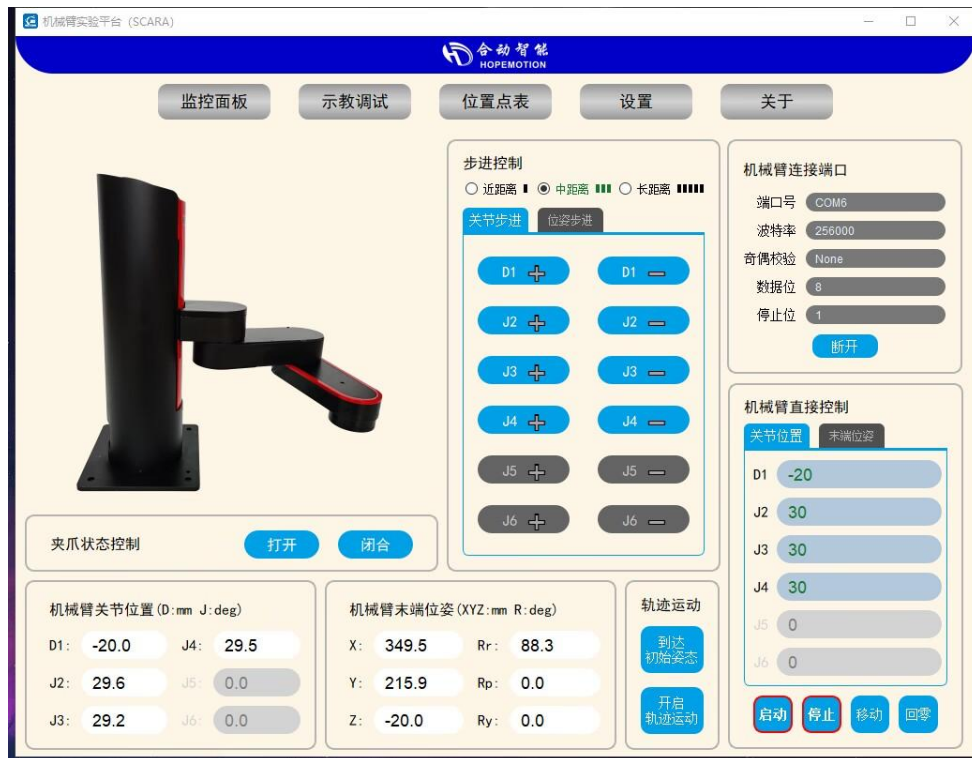 机械臂实验平台 (SCARA)
合动智能
HOPEMOTION
监控面板 示教调试 位置点表 设置 关于
步进控制
近距离 中距离 长距离
关节步进 位姿步进
D1 D1
J2 J2
J3 J3
J4 J4
J5 J5
J6 J6
机械臂连接端口
端口号 COM6
波特率 256000
奇偶校验 None
数据位 8
停止位 1
断开
机械臂直接控制
关节位置 末端位姿
D1 -20
J2 30
J3 30
J4 30
J5 0
J6 0
启动 停止 移动 回零
夹爪状态控制 打开 闭合
机械臂关节位置(D:mm J:deg)
D1: -20.0 J4: 29.5
J2: 29.6 J5: 0.0
J3: 29.2 J6: 0.0
机械臂末端位姿(XYZ:mm R:deg)
X: 349.5 Rr: 88.3
Y: 215.9 Rp: 0.0
Z: -20.0 Ry: 0.0
轨迹运动
到达
初始姿态
开启
轨迹运动